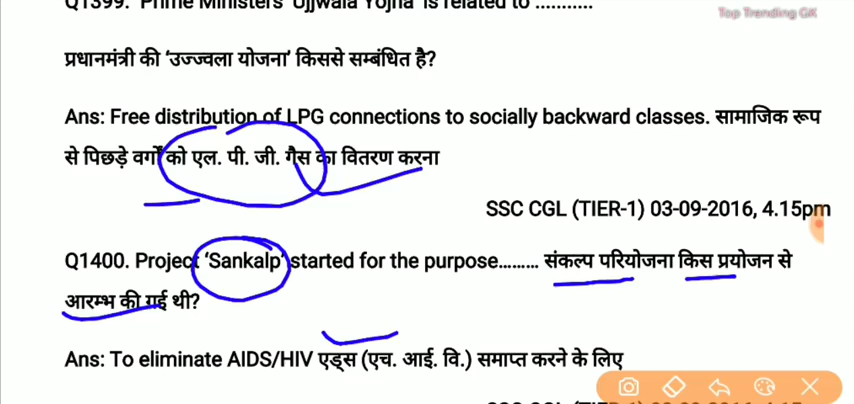 Q1399. 'Prime Ministers 'Ujjwala Yojna' is related to ...........
Top Trending GK
प्रधानमंत्री की 'उज्ज्वला योजना' किससे सम्बंधित है?
Ans: Free distribution of LPG connections to socially backward classes. सामाजिक रूप
से पिछड़े वर्गों को एल. पी. जी. गैस का वितरण करना
SSC CGL (TIER-1) 03-09-2016, 4.15pm
Q1400. Project 'Sankalp' started for the purpose......... संकल्प परियोजना किस प्रयोजन से
आरम्भ की गई थी?
Ans: To eliminate AIDS/HIV एड्स (एच. आई. वि.) समाप्त करने के लिए